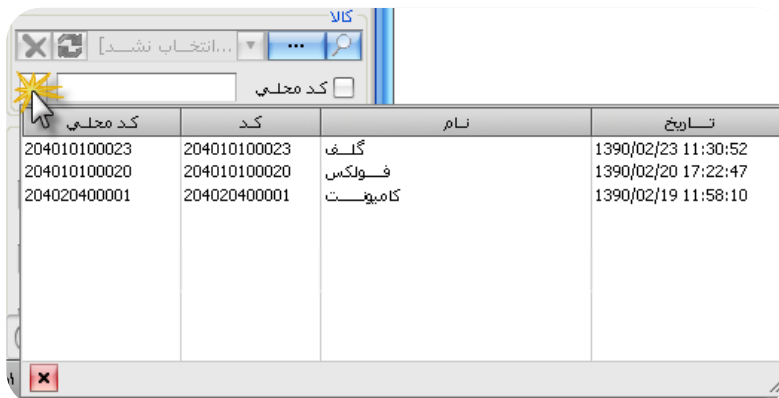 کالا
[انتخاب نشد...
کد محلی
تاریخ نام کد کد محلی
1390/02/23 11:30:52 گلف 204010100023 204010100023
1390/02/20 17:22:47 فولکس 204010100020 204010100020
1390/02/19 11:58:10 کامیونت 204020400001 204020400001